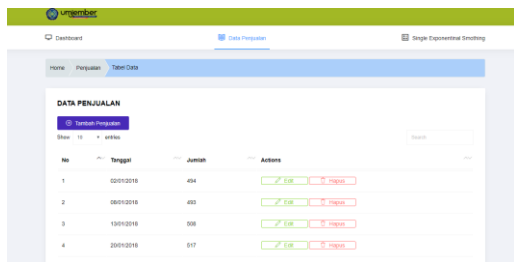 umjember
Dashboard Data Penjualan Single Exponential Smothing
Home Penjualan Tabel Data
DATA PENJUALAN
Tambah Penjualan
Show 10 entries Search
No Tanggal Jumlah Actions
1 02/01/2018 494 Edit Hapus
2 08/01/2018 493 Edit Hapus
3 13/01/2018 508 Edit Hapus
4 20/01/2018 517 Edit Hapus